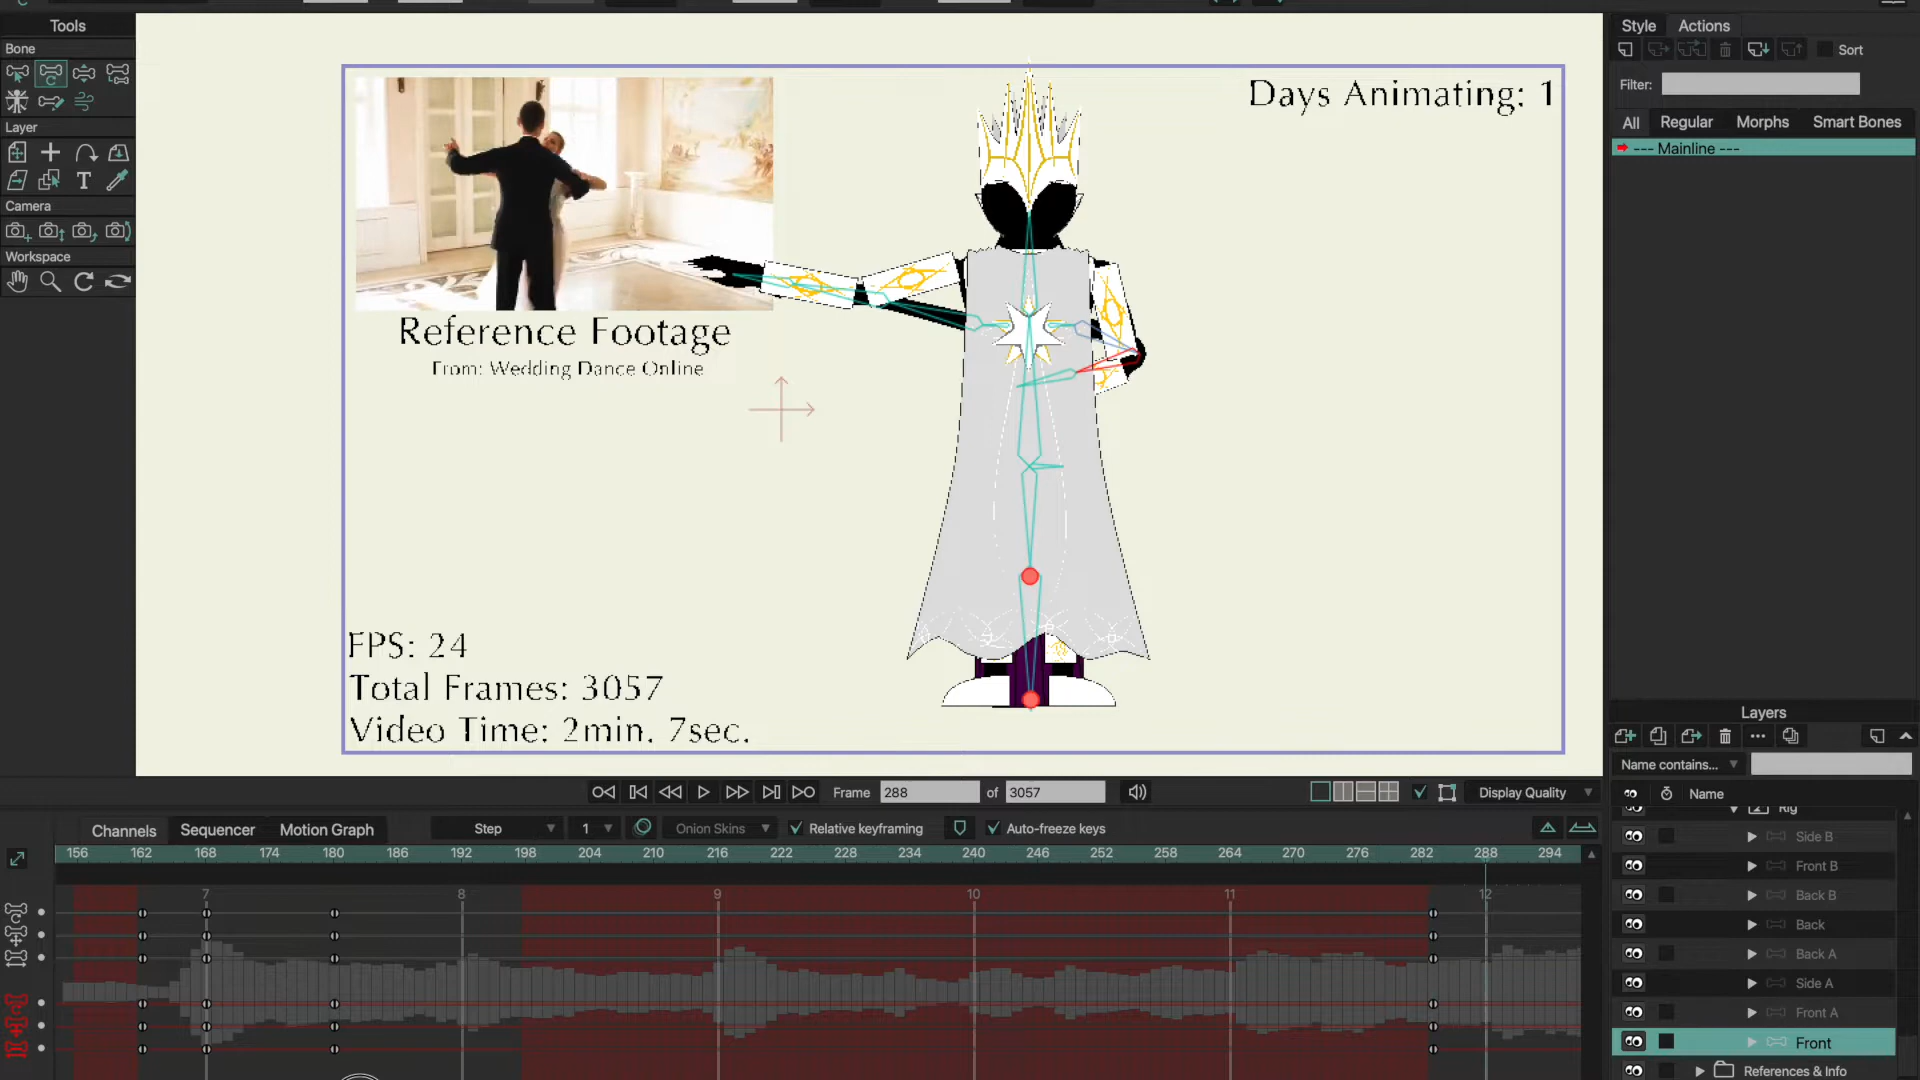 Tools
Bone
Layer
T
Camera
Workspace
Reference Footage
From: Wedding Dance Online
Days Animating: 1
FPS: 24
Total Frames: 3057
Video Time: 2min. 7sec.
Style Actions
Sort
Filter:
All Regular Morphs Smart Bones
--- Mainline ---
Layers
Name contains...
Name
Rig
Side B
Front B
Back B
Back
Back A
Side A
Front A
Front
References & Info
Frame 288 of 3057
Display Quality
Channels Sequencer Motion Graph Step 1 Onion Skins Relative keyframing Auto-freeze keys
156 162 168 174 180 186 192 198 204 210 216 222 228 234 240 246 252 258 264 270 276 282 288 294
7 8 9 10 11 12